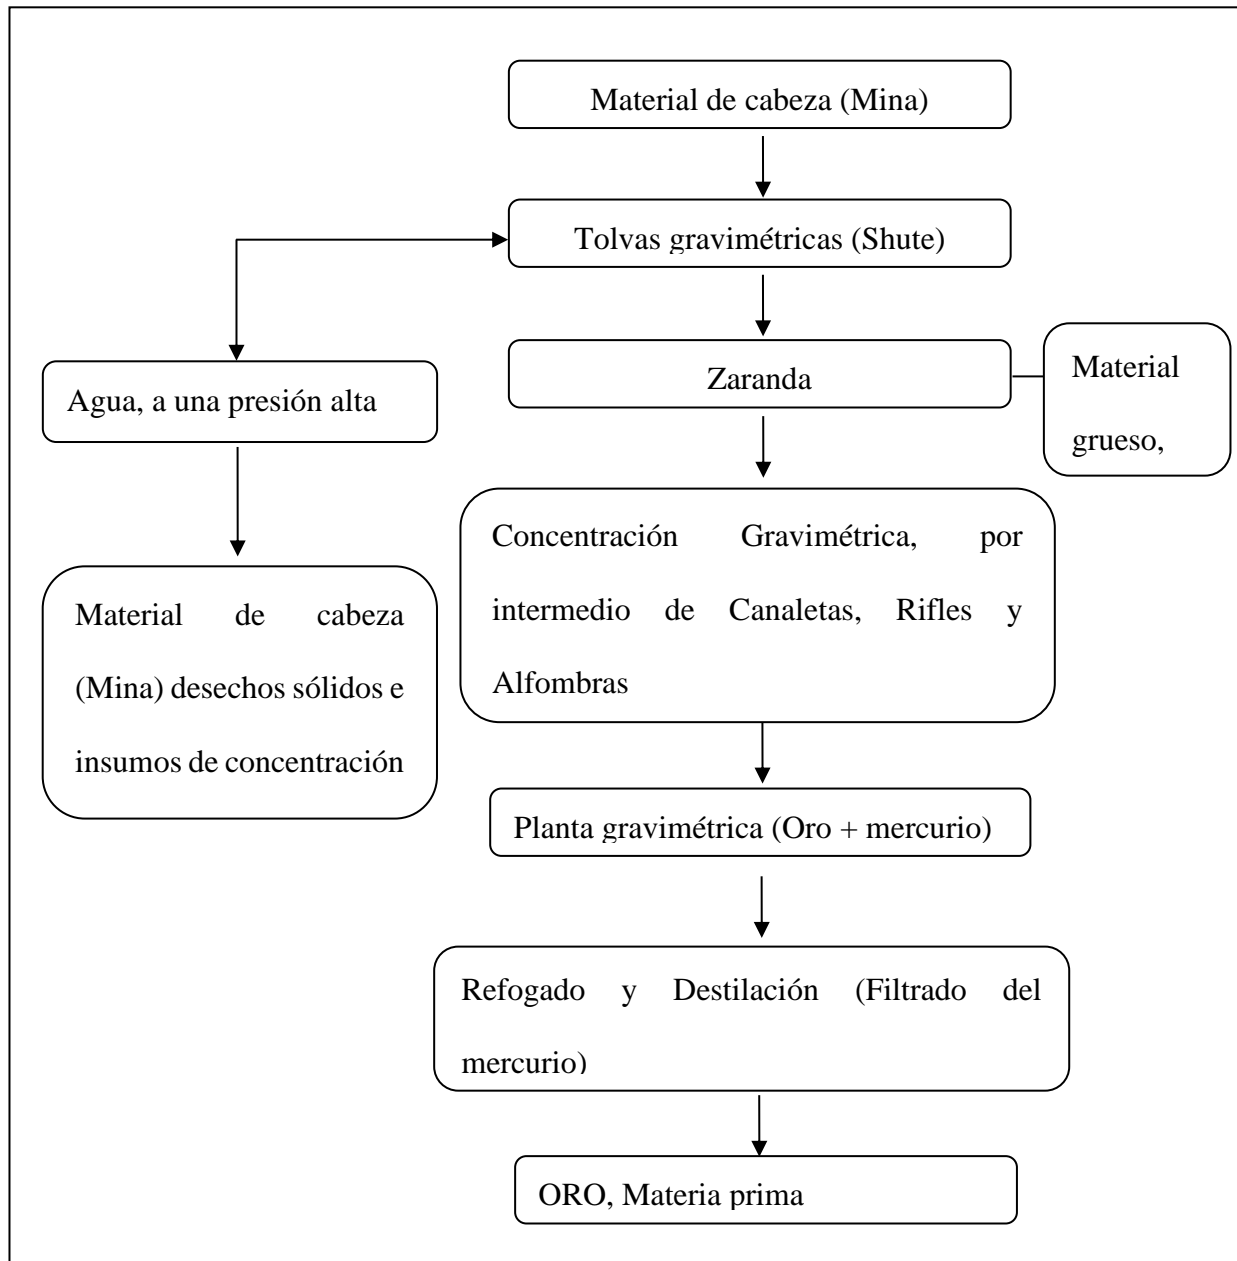 Material de cabeza (Mina)
Tolvas gravimétricas (Shute)
Zaranda
Material
grueso,
Agua, a una presión alta
Concentración Gravimétrica, por
intermedio de Canaletas, Rifles y
Alfombras
Material de cabeza
(Mina) desechos sólidos e
insumos de concentración
Planta gravimétrica (Oro + mercurio)
Refogado y Destilación (Filtrado del
mercurio)
ORO, Materia prima